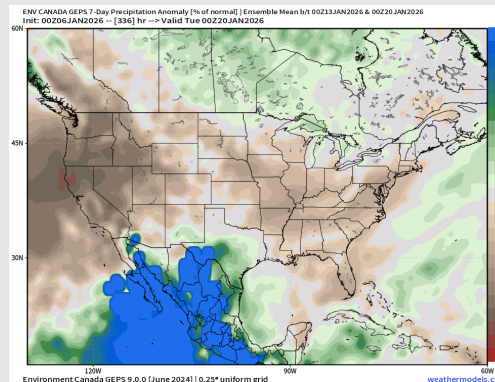 ENV CANADA GEPS 7-Day Precipitation Anomaly [% of normal] | Ensemble Mean b/t 00Z13JAN2026 & 00Z20JAN2026
Init: 00Z06JAN2026 -- [336] hr --> Valid Tue 00Z20JAN2026
60N
45N
30N
120W
90W
60W
Environment Canada GEPS 9.0.0 [June 2024] | 0.25° uniform grid
weathermodels.c